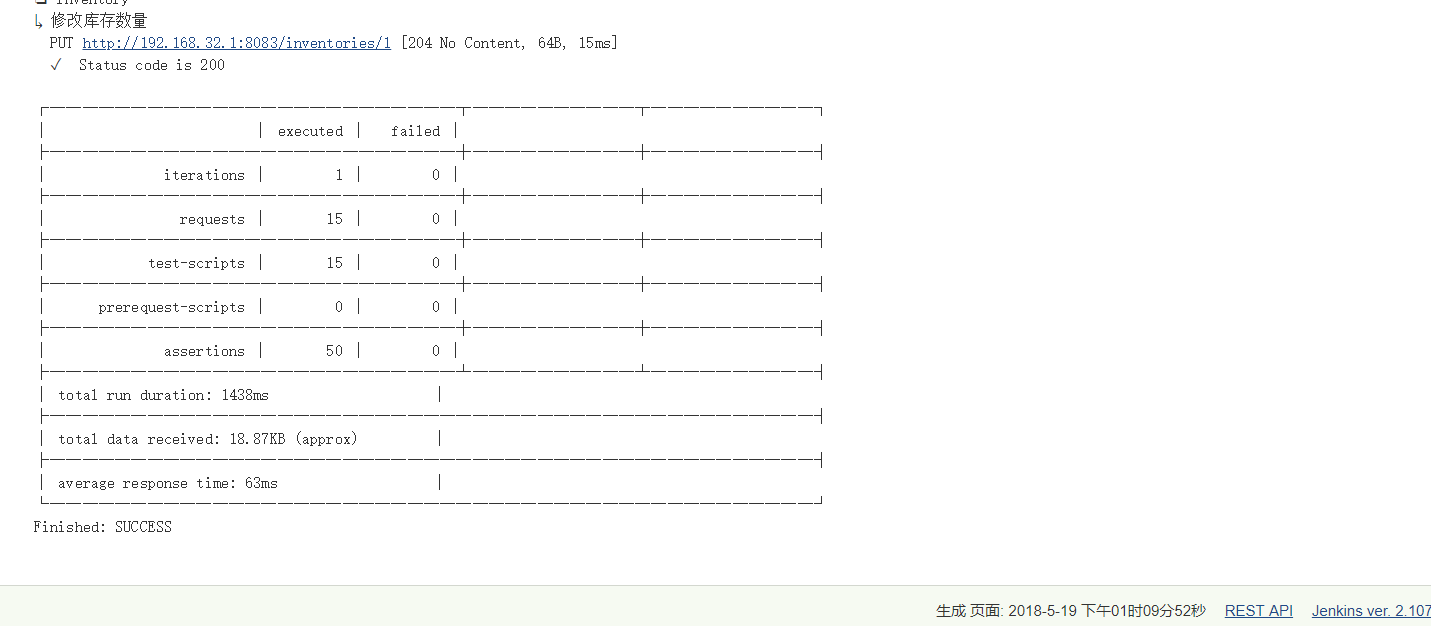 Inventory
↳ 修改库存数量
PUT http://192.168.32.1:8083/inventories/1 [204 No Content, 64B, 15ms]
✓ Status code is 200
executed failed
iterations 1 0
requests 15 0
test-scripts 15 0
prerequest-scripts 0 0
assertions 50 0
total run duration: 1438ms
total data received: 18.87KB (approx)
average response time: 63ms
Finished: SUCCESS
生成 页面: 2018-5-19 下午01时09分52秒 REST API Jenkins ver. 2.107